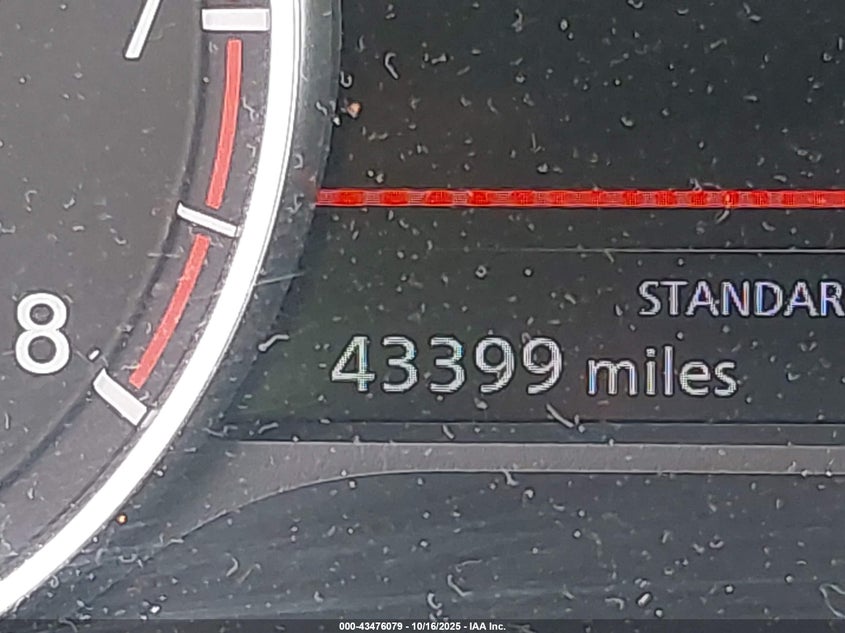 8
STANDAR
43399 miles
000-43476079 - 10/16/2025 - IAA Inc.